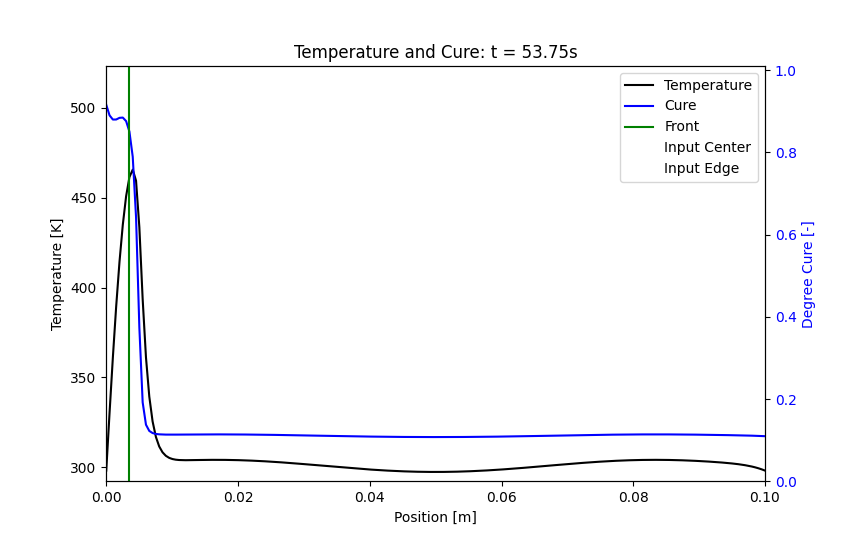 Temperature and Cure: t = 53.75s
Temperature
Cure
Front
Input Center
Input Edge
500
450
400
350
300
Temperature [K]
1.0
0.8
0.6
0.4
0.2
0.0
Degree Cure [-]
0.00
0.02
0.04
0.06
0.08
0.10
Position [m]